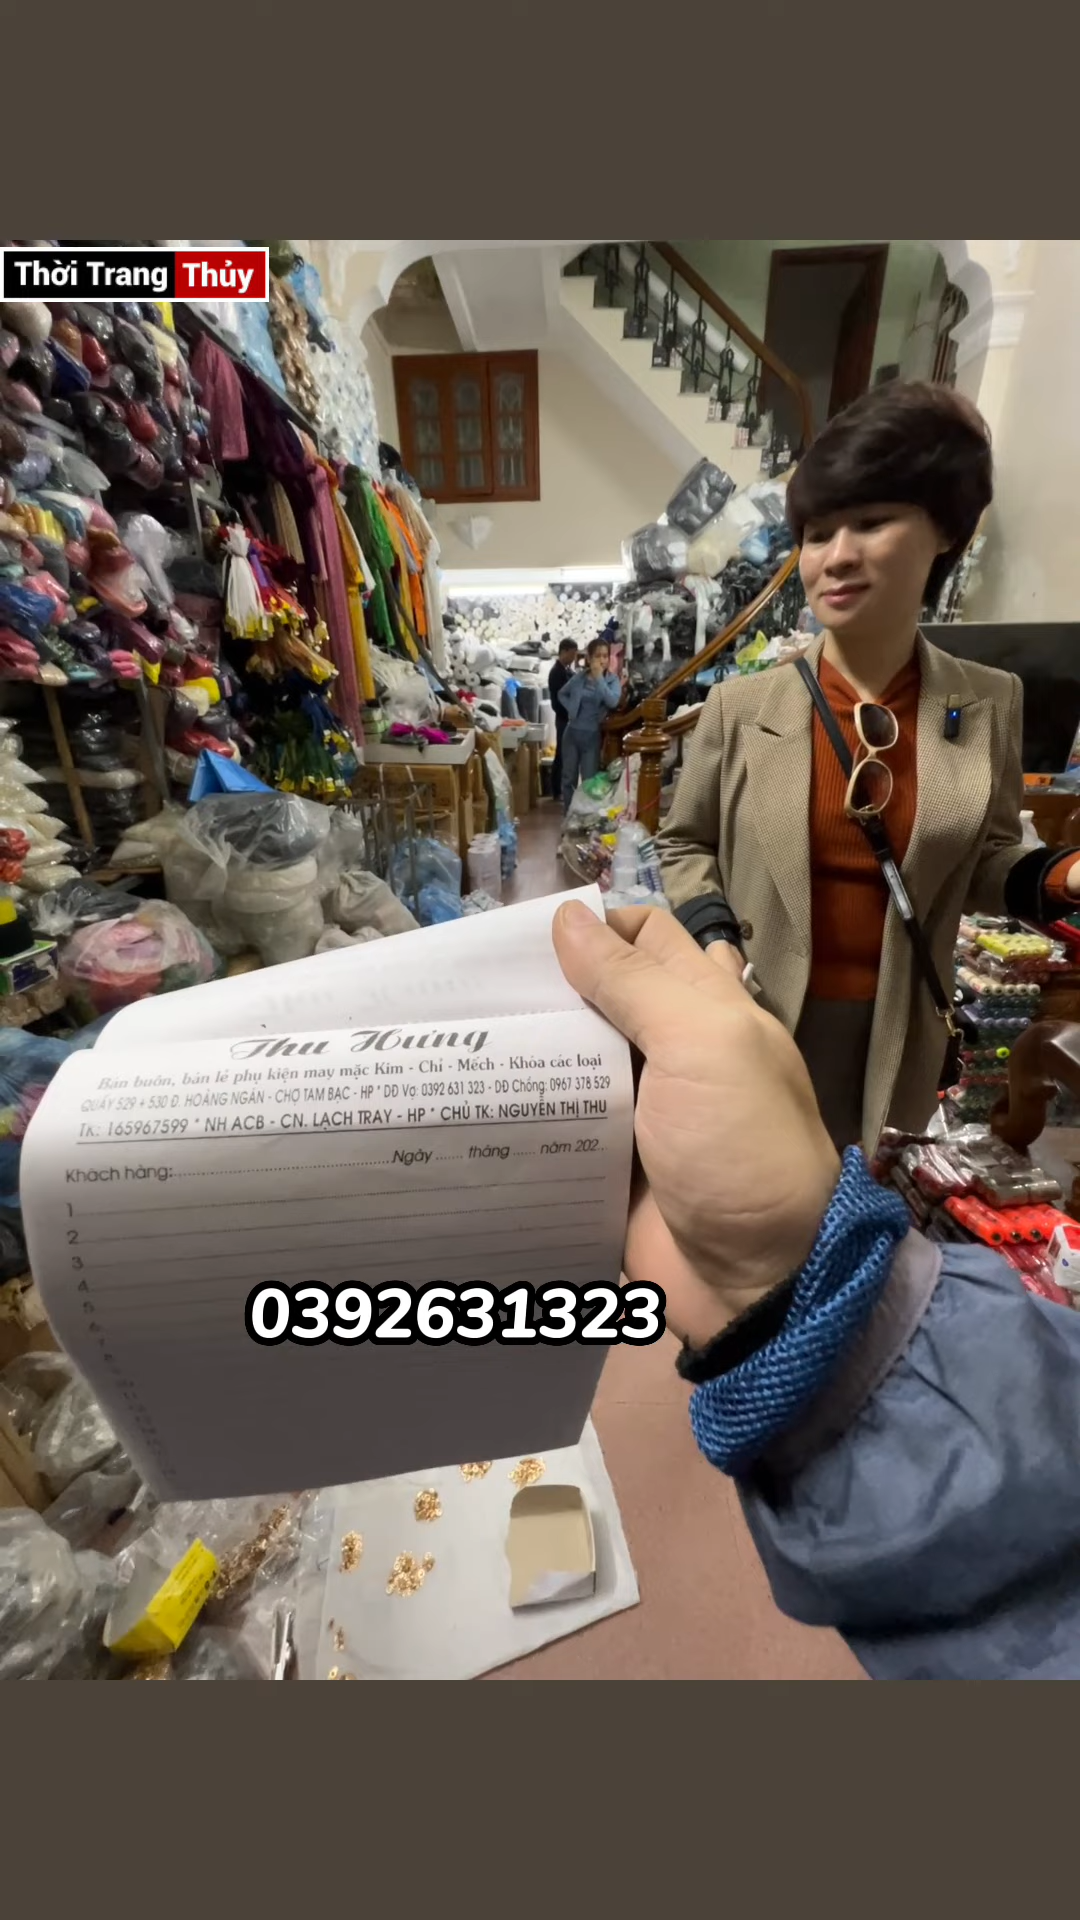 Thời Trang Thủy
Thu Hưng
Bán buôn, bán lẻ phụ kiện may mặc Kim - Chỉ - Mếch - Khóa các loại
QUẦY 529 + 530 Đ. HOÀNG NGÂN - CHỢ TAM BẠC - HP * DĐ Vợ: 0392 631 323 - DĐ Chồng: 0967 378 529
TK: 165967599 * NH ACB - CN. LẠCH TRAY - HP * CHỦ TK: NGUYỄN THỊ THU
Ngày ...... tháng ...... năm 202..
Khách hàng:
1
2
3
4
5
6
7
8
0392631323